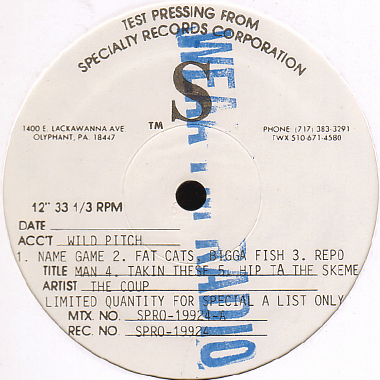 TEST PRESSING FROM
SPECIALTY RECORDS CORPORATION
S
TM
1400 E. LACKAWANNA AVE
OLYPHANT, PA. 18447
PHONE (717) 383-3291
TWX 510-671-4580
12" 33 1/3 RPM
DATE
ACC'T WILD PITCH
1. NAME GAME 2. FAT CATS, BIGGA FISH 3. REPO
TITLE MAN 4. TAKIN THESE 5. HIP TA THE SKEME
ARTIST THE COUP
LIMITED QUANTITY FOR SPECIAL A LIST ONLY
MTX. NO. SPRO-19924-A
REC. NO. SPRO-19924
RADIO